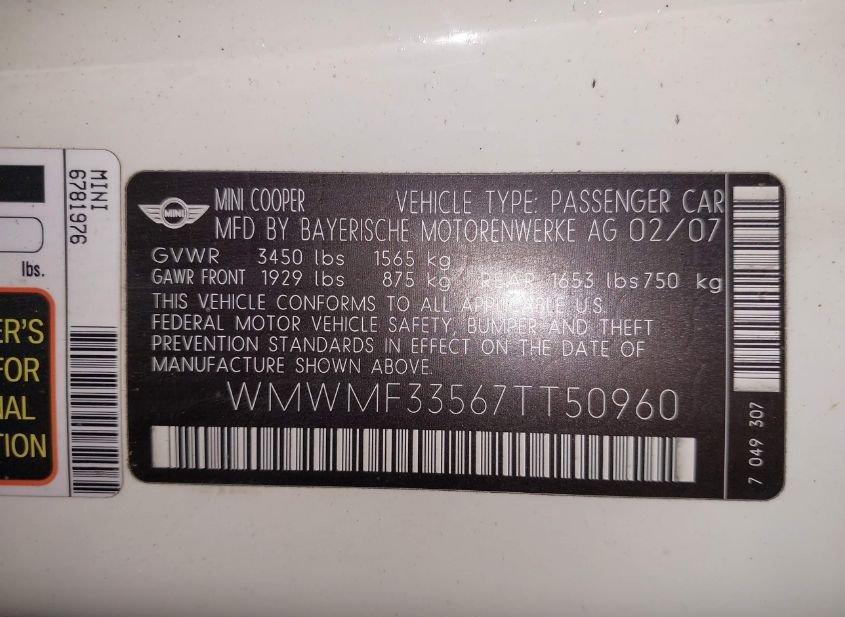 MINI
6781976
lbs.
ER'S
FOR
TION
MINI
MINI COOPER VEHICLE TYPE: PASSENGER CAR
MFD BY BAYERISCHE MOTORENWERKE AG 02/07
GVWR 3450 lbs 1565 kg
GAWR FRONT 1929 lbs 875 kg REAR 1653 lbs 750 kg
THIS VEHICLE CONFORMS TO ALL APPLICABLE U.S.
FEDERAL MOTOR VEHICLE SAFETY, BUMPER AND THEFT
PREVENTION STANDARDS IN EFFECT ON THE DATE OF
MANUFACTURE SHOWN ABOVE.
WMWMF33567TT50960
7 049 307